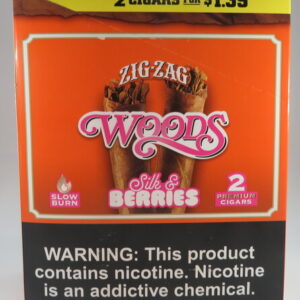 2 CIGARS FOR $1.39
ZIG-ZAG
WOODS
Silk &
BERRIES
SLOW
BURN
2
PREMIUM
CIGARS
WARNING: This product
contains nicotine. Nicotine
is an addictive chemical.